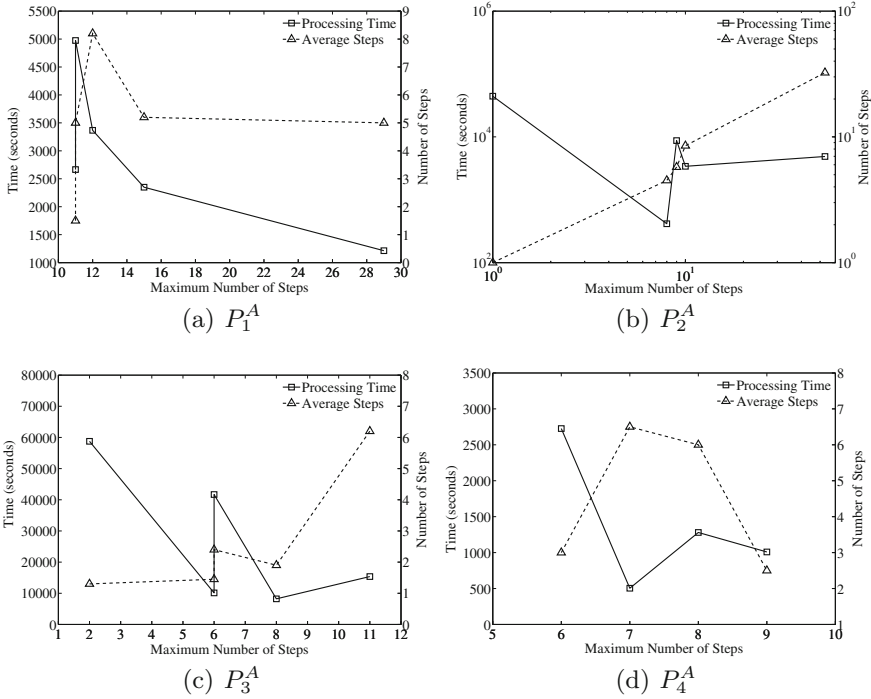 5500
5000
4500
4000
3500
3000
2500
2000
1500
1000
Time (seconds)
Processing Time
Average Steps
9
8
7
6
5
4
3
2
1
0
Number of Steps
10 12 14 16 18 20 22 24 26 28 30
Maximum Number of Steps
(a) P_1^A
10^6
10^4
10^2
Time (seconds)
Processing Time
Average Steps
10^2
10^1
10^0
Number of Steps
10^0 10^1
Maximum Number of Steps
(b) P_2^A
80000
70000
60000
50000
40000
30000
20000
10000
0
Time (seconds)
Processing Time
Average Steps
8
7
6
5
4
3
2
1
0
Number of Steps
1 2 3 4 5 6 7 8 9 10 11 12
Maximum Number of Steps
(c) P_3^A
3500
3000
2500
2000
1500
1000
500
0
Time (seconds)
Processing Time
Average Steps
8
7
6
5
4
3
2
1
Number of Steps
5 6 7 8 9 10
Maximum Number of Steps
(d) P_4^A